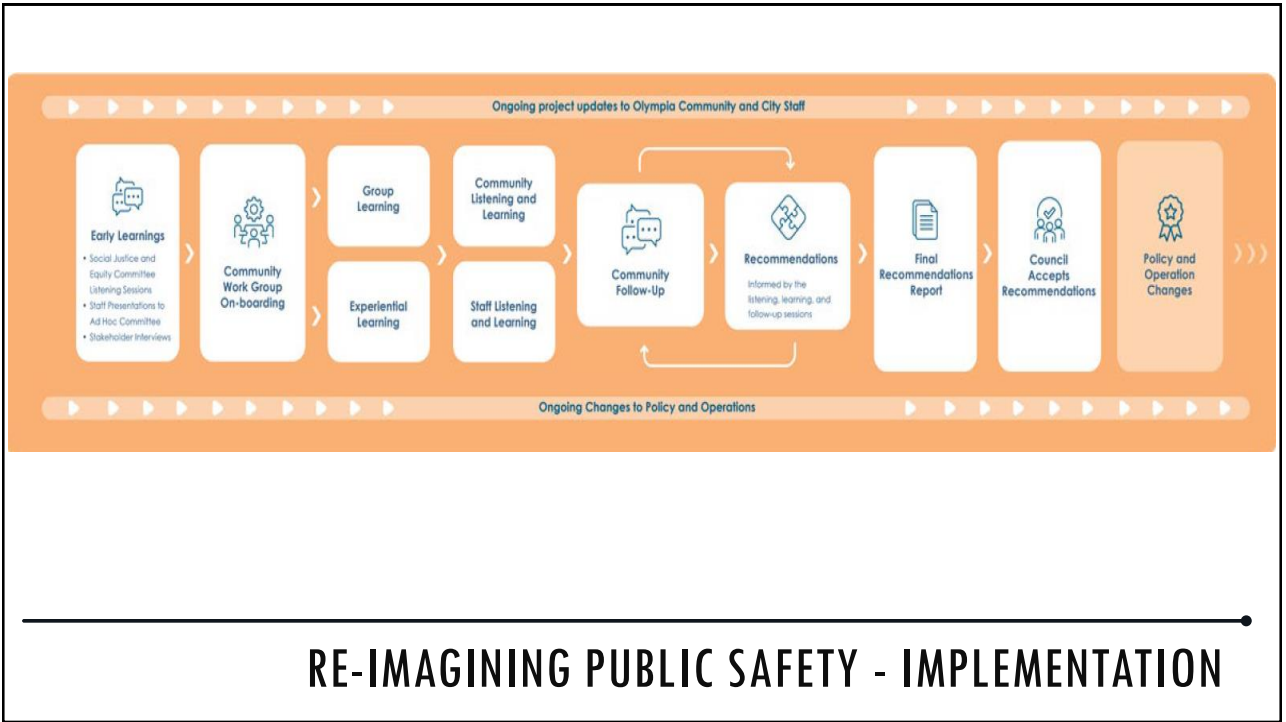 Ongoing project updates to Olympia Community and City Staff
Early Learnings
• Social Justice and
Equity Committee
Listening Sessions
• Staff Presentations to
Ad Hoc Committee
• Stakeholder Interviews
Community
Work Group
On-boarding
Group
Learning
Experiential
Learning
Community
Listening and
Learning
Staff Listening
and Learning
Community
Follow-Up
Recommendations
Informed by the
listening, learning, and
follow-up sessions
Final
Recommendations
Report
Council
Accepts
Recommendations
Policy and
Operation
Changes
Ongoing Changes to Policy and Operations
RE-IMAGINING PUBLIC SAFETY - IMPLEMENTATION